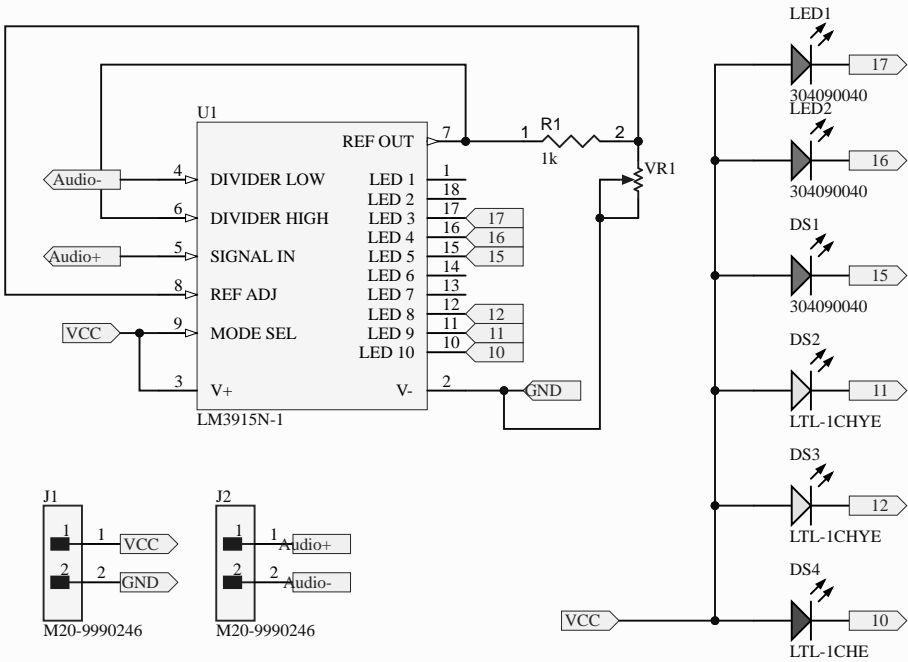 LED1
17
304090040
LED2
16
304090040
DS1
15
304090040
DS2
11
LTL-1CHYE
DS3
12
LTL-1CHYE
DS4
10
LTL-1CHE
VCC
U1
REF OUT 7
1 R1 2
1k
VR1
Audio- 4 DIVIDER LOW
6 DIVIDER HIGH
Audio+ 5 SIGNAL IN
8 REF ADJ
VCC 9 MODE SEL
3 V+
LED 1 1
LED 2 18
LED 3 17 17
LED 4 16 16
LED 5 15 15
LED 6 14
LED 7 13
LED 8 12 12
LED 9 11 11
LED 10 10 10
V- 2 GND
LM3915N-1
J1
1 1 VCC
2 2 GND
M20-9990246
J2
1 1 Audio+
2 2 Audio-
M20-9990246